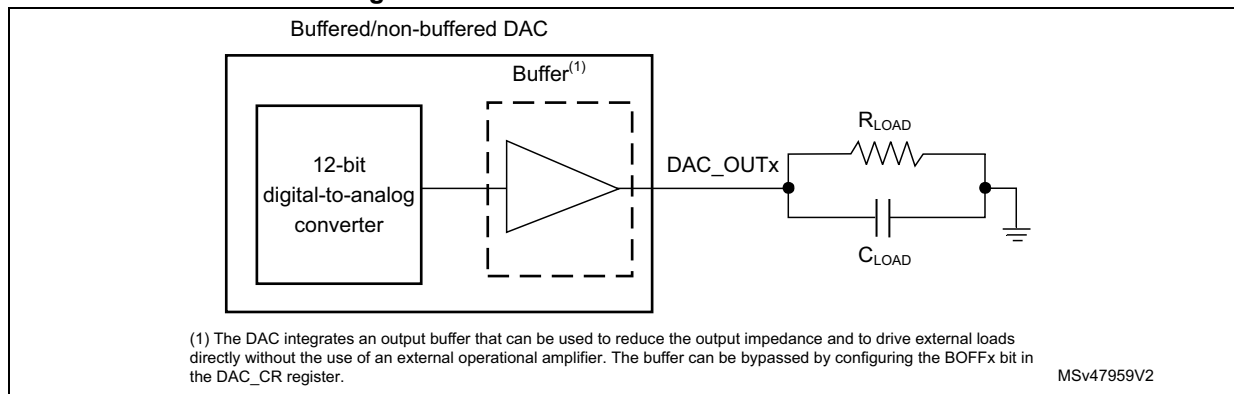 Buffered/non-buffered DAC
Buffer(1)
12-bit
digital-to-analog
converter
DAC_OUTx
RLOAD
CLOAD
(1) The DAC integrates an output buffer that can be used to reduce the output impedance and to drive external loads
directly without the use of an external operational amplifier. The buffer can be bypassed by configuring the BOFFx bit in
the DAC_CR register.
MSv47959V2